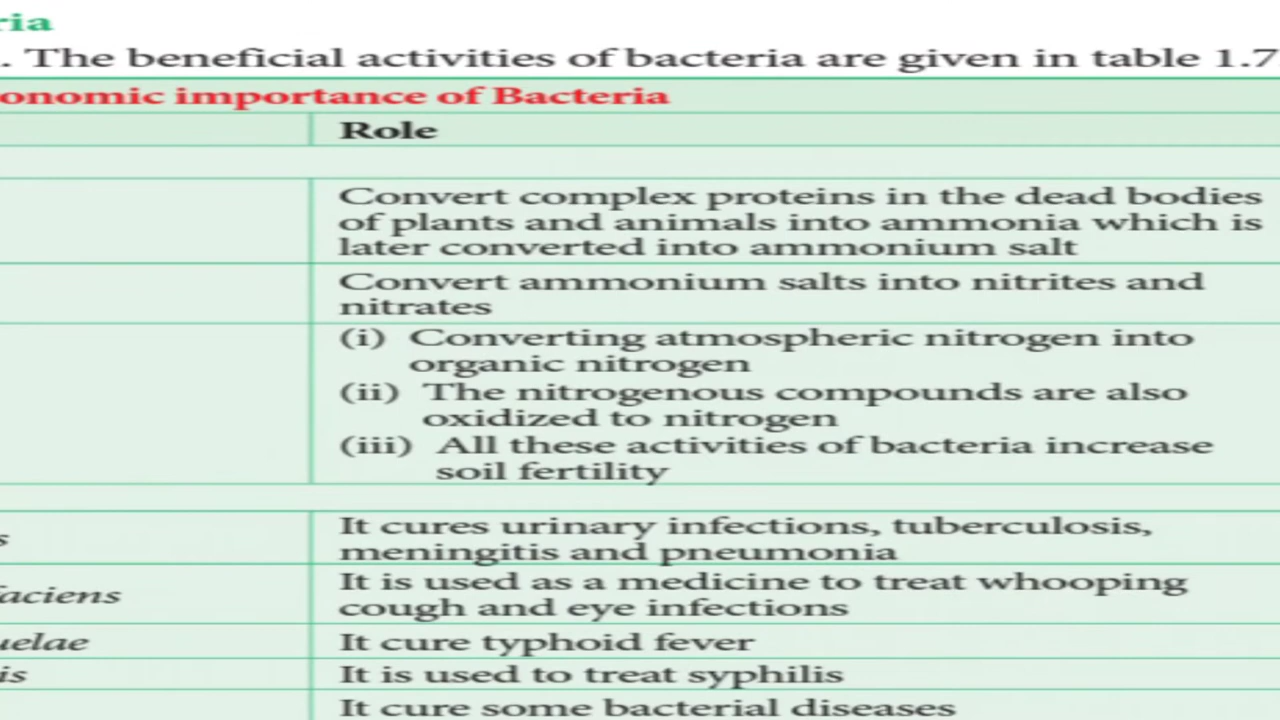 ria
. The beneficial activities of bacteria are given in table 1.7.
onomic importance of Bacteria
Role
Convert complex proteins in the dead bodies
of plants and animals into ammonia which is
later converted into ammonium salt
Convert ammonium salts into nitrites and
nitrates
(i) Converting atmospheric nitrogen into
organic nitrogen
(ii) The nitrogenous compounds are also
oxidized to nitrogen
(iii) All these activities of bacteria increase
soil fertility
s
It cures urinary infections, tuberculosis,
meningitis and pneumonia
faciens
It is used as a medicine to treat whooping
cough and eye infections
uelae
It cure typhoid fever
is
It is used to treat syphilis
It cure some bacterial diseases